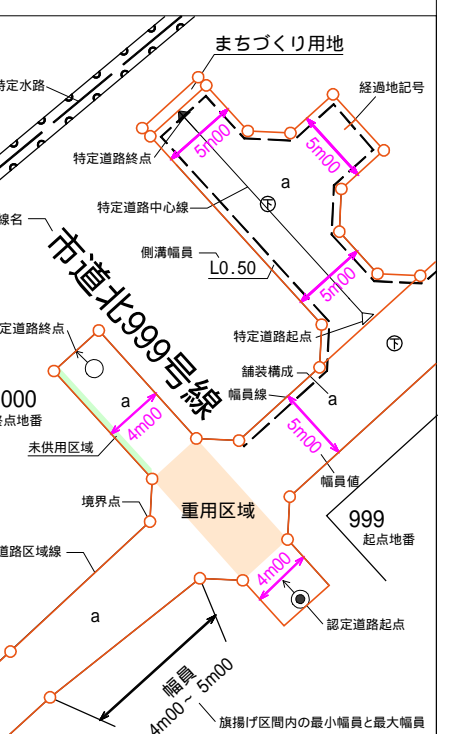 まちづくり用地
特定水路
経過地記号
5m00
5m00
特定道路終点
a
特定道路中心線
下
線名
側溝幅員
L0.50
5m00
市道北999号線
特定道路起点
定道路終点
下
舗装構成
幅員線
a
a
000
終点地番
4m00
5m00
未供用区域
幅員値
境界点
重用区域
999
起点地番
道路区域線
4m00
a
認定道路起点
幅員
4m00~ 5m00
旗揚げ区間内の最小幅員と最大幅員